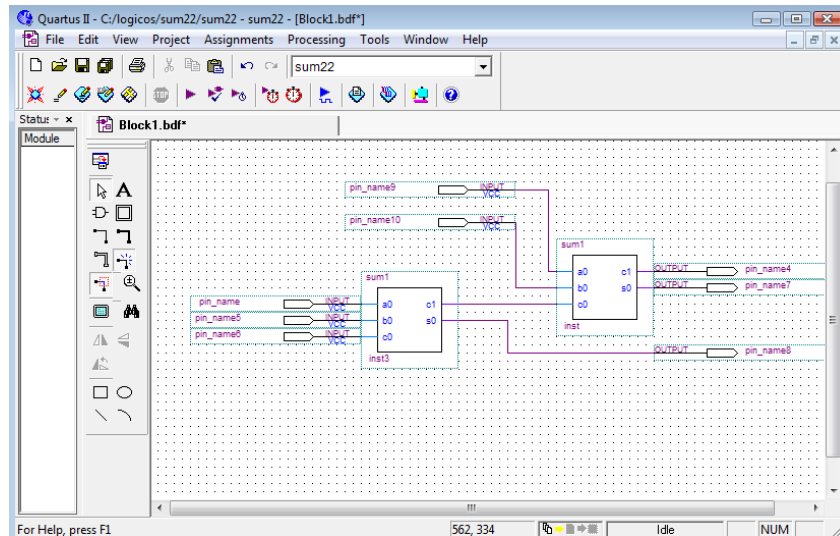 Quartus II - C:/logicos/sum22/sum22 - sum22 - [Block1.bdf*]
File Edit View Project Assignments Processing Tools Window Help
sum22
STOP
Status
Module
Block1.bdf*
A
pin_name9 INPUT VCC
pin_name10 INPUT VCC
sum1
a0 c1 OUTPUT pin_name4
b0 s0 OUTPUT pin_name7
c0
inst
sum1
pin_name INPUT VCC a0 c1
pin_name5 INPUT VCC b0 s0
pin_name6 INPUT VCC c0
inst3
OUTPUT pin_name8
For Help, press F1 562, 334 Idle NUM